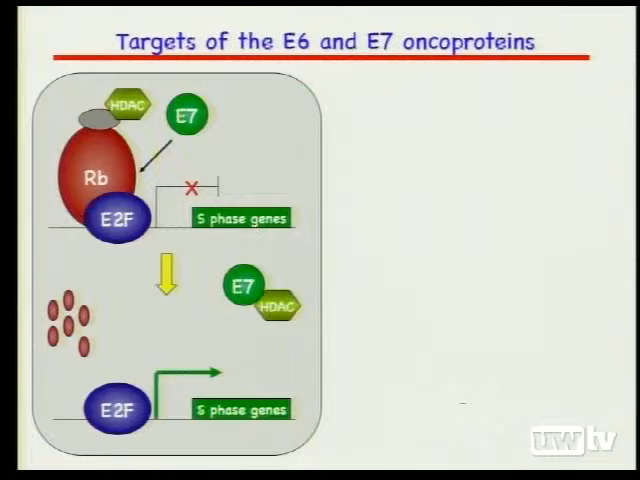 Targets of the E6 and E7 oncoproteins
HDAC
E7
Rb
X
E2F
S phase genes
E7
HDAC
E2F
S phase genes
uwtv